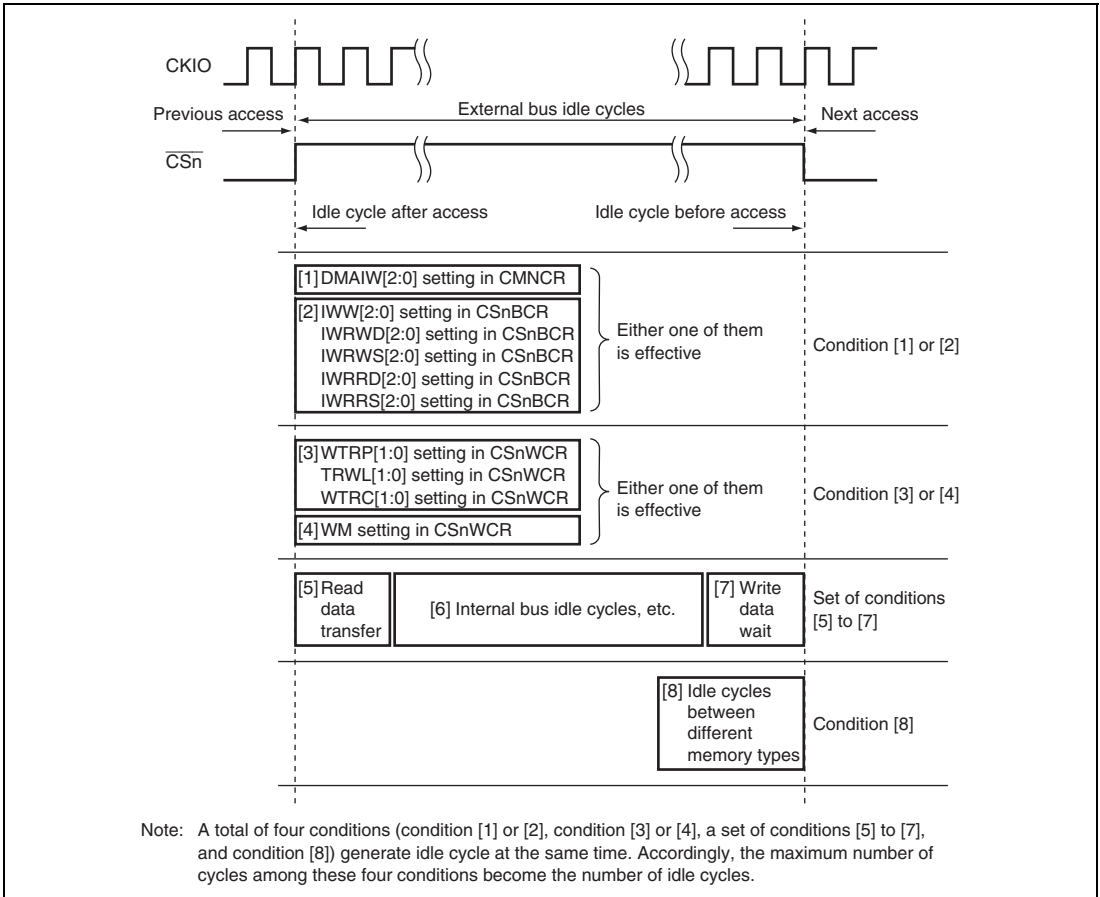 CKIO
Previous access
External bus idle cycles
Next access
CSn
Idle cycle after access
Idle cycle before access
[1] DMAIW[2:0] setting in CMNCR
[2] IWW[2:0] setting in CSnBCR
IWRWD[2:0] setting in CSnBCR
IWRWS[2:0] setting in CSnBCR
IWRRD[2:0] setting in CSnBCR
IWRRS[2:0] setting in CSnBCR
Either one of them
is effective
Condition [1] or [2]
[3] WTRP[1:0] setting in CSnWCR
TRWL[1:0] setting in CSnWCR
WTRC[1:0] setting in CSnWCR
[4] WM setting in CSnWCR
Either one of them
is effective
Condition [3] or [4]
[5] Read
data
transfer
[6] Internal bus idle cycles, etc.
[7] Write
data
wait
Set of conditions
[5] to [7]
[8] Idle cycles
between
different
memory types
Condition [8]
Note: A total of four conditions (condition [1] or [2], condition [3] or [4], a set of conditions [5] to [7],
and condition [8]) generate idle cycle at the same time. Accordingly, the maximum number of
cycles among these four conditions become the number of idle cycles.